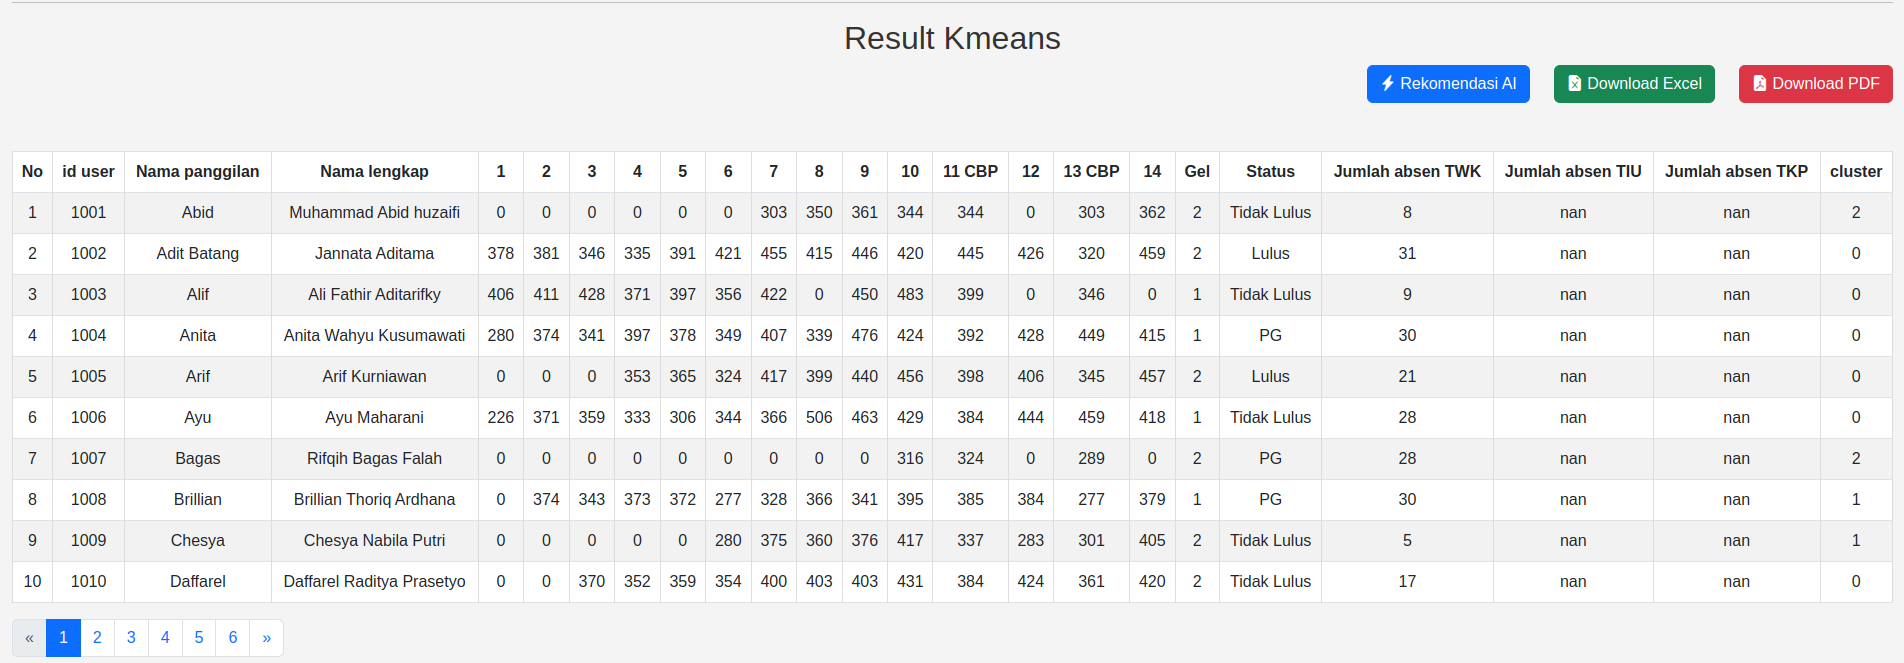 Result Kmeans
Rekomendasi AI Download Excel Download PDF
No id user Nama panggilan Nama lengkap 1 2 3 4 5 6 7 8 9 10 11 CBP 12 13 CBP 14 Gel Status Jumlah absen TWK Jumlah absen TIU Jumlah absen TKP cluster
1 1001 Abid Muhammad Abid huzaifi 0 0 0 0 0 0 303 350 361 344 344 0 303 362 2 Tidak Lulus 8 nan nan 2
2 1002 Adit Batang Jannata Aditama 378 381 346 335 391 421 455 415 446 420 445 426 320 459 2 Lulus 31 nan nan 0
3 1003 Alif Ali Fathir Aditarifky 406 411 428 371 397 356 422 0 450 483 399 0 346 0 1 Tidak Lulus 9 nan nan 0
4 1004 Anita Anita Wahyu Kusumawati 280 374 341 397 378 349 407 339 476 424 392 428 449 415 1 PG 30 nan nan 0
5 1005 Arif Arif Kurniawan 0 0 0 353 365 324 417 399 440 456 398 406 345 457 2 Lulus 21 nan nan 0
6 1006 Ayu Ayu Maharani 226 371 359 333 306 344 366 506 463 429 384 444 459 418 1 Tidak Lulus 28 nan nan 0
7 1007 Bagas Rifqih Bagas Falah 0 0 0 0 0 0 0 0 0 316 324 0 289 0 2 PG 28 nan nan 2
8 1008 Brillian Brillian Thoriq Ardhana 0 374 343 373 372 277 328 366 341 395 385 384 277 379 1 PG 30 nan nan 1
9 1009 Chesya Chesya Nabila Putri 0 0 0 0 0 280 375 360 376 417 337 283 301 405 2 Tidak Lulus 5 nan nan 1
10 1010 Daffarel Daffarel Raditya Prasetyo 0 0 370 352 359 354 400 403 403 431 384 424 361 420 2 Tidak Lulus 17 nan nan 0
« 1 2 3 4 5 6 »